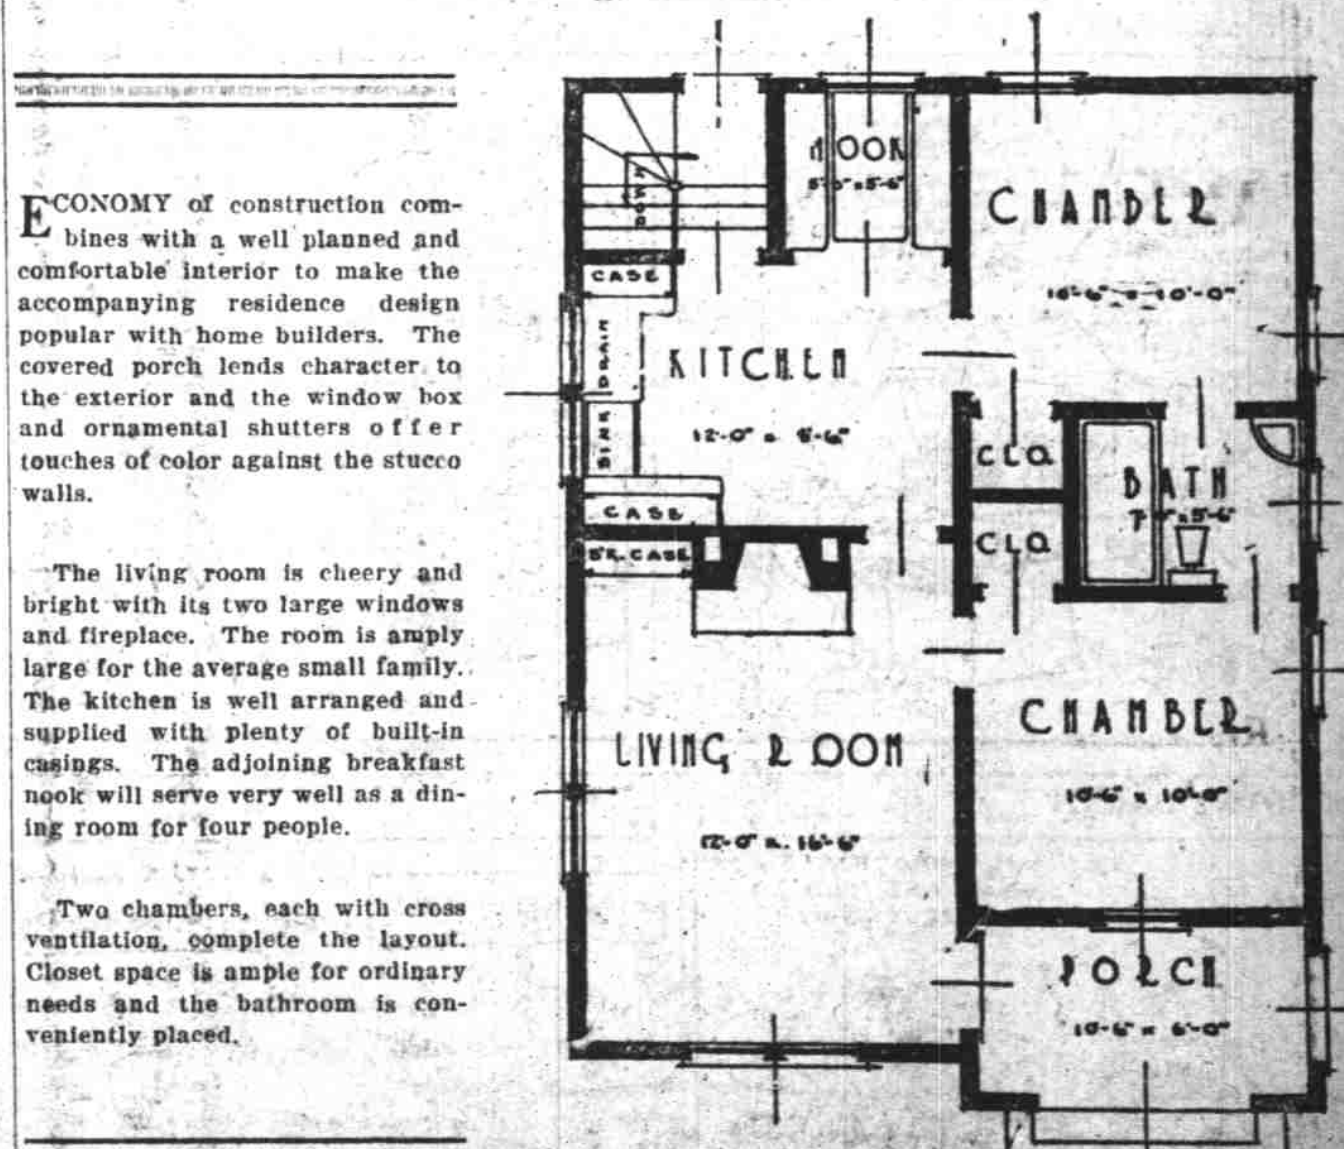 ECONOMY of construction com-
bines with a well planned and
comfortable interior to make the
accompanying residence design
popular with home builders. The
covered porch lends character to
the exterior and the window box
and ornamental shutters offer
touches of color against the stucco
walls.
The living room is cheery and
bright with its two large windows
and fireplace. The room is amply
large for the average small family.
The kitchen is well arranged and
supplied with plenty of built-in
casings. The adjoining breakfast
nook will serve very well as a din-
ing room for four people.
Two chambers, each with cross
ventilation, complete the layout.
Closet space is ample for ordinary
needs and the bathroom is con-
veniently placed.
NOOK
DOWN
CHAMBER
10'-6" x 10'-0"
CASE
DRAIN
KITCHEN
SINK
CLO
BATH
CASE
BK. CASE
CLO
CHAMBER
10'-6" x 10'-0"
LIVING ROOM
12'-0" x 16'-6"
PORCH
10'-6" x 6'-0"